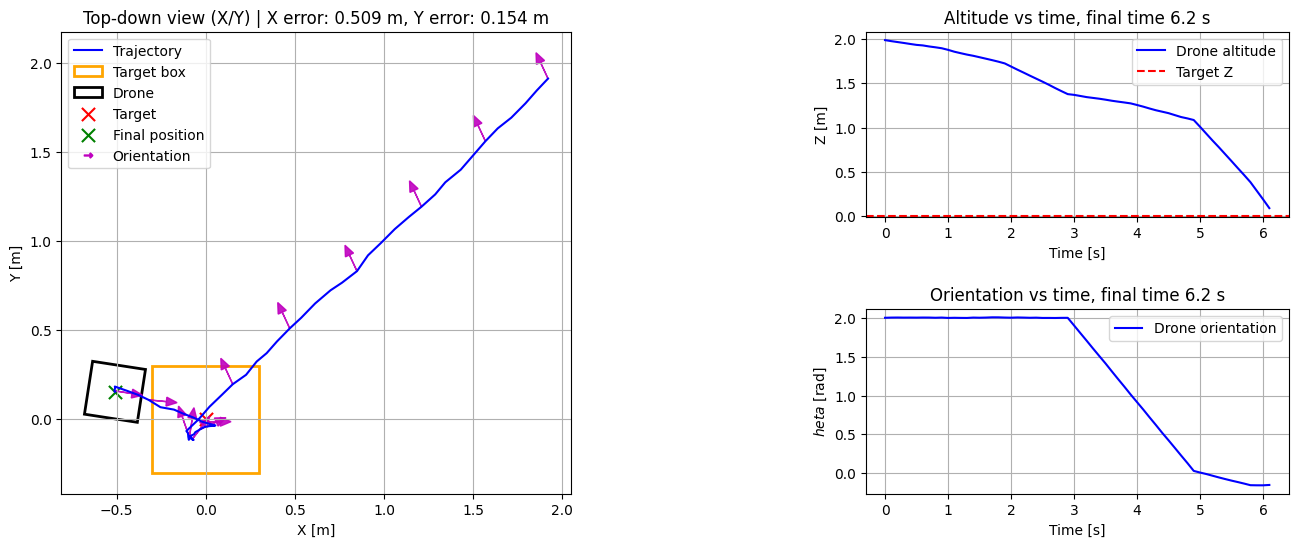 Top-down view (X/Y) | X error: 0.509 m, Y error: 0.154 m
Trajectory
Target box
Drone
Target
Final position
Orientation
2.0
1.5
1.0
0.5
0.0
Y [m]
−0.5
0.0
0.5
1.0
1.5
2.0
X [m]
Altitude vs time, final time 6.2 s
Drone altitude
Target Z
2.0
1.5
1.0
0.5
0.0
Z [m]
0
1
2
3
4
5
6
Time [s]
Orientation vs time, final time 6.2 s
Drone orientation
2.0
1.5
1.0
0.5
0.0
heta [rad]
0
1
2
3
4
5
6
Time [s]